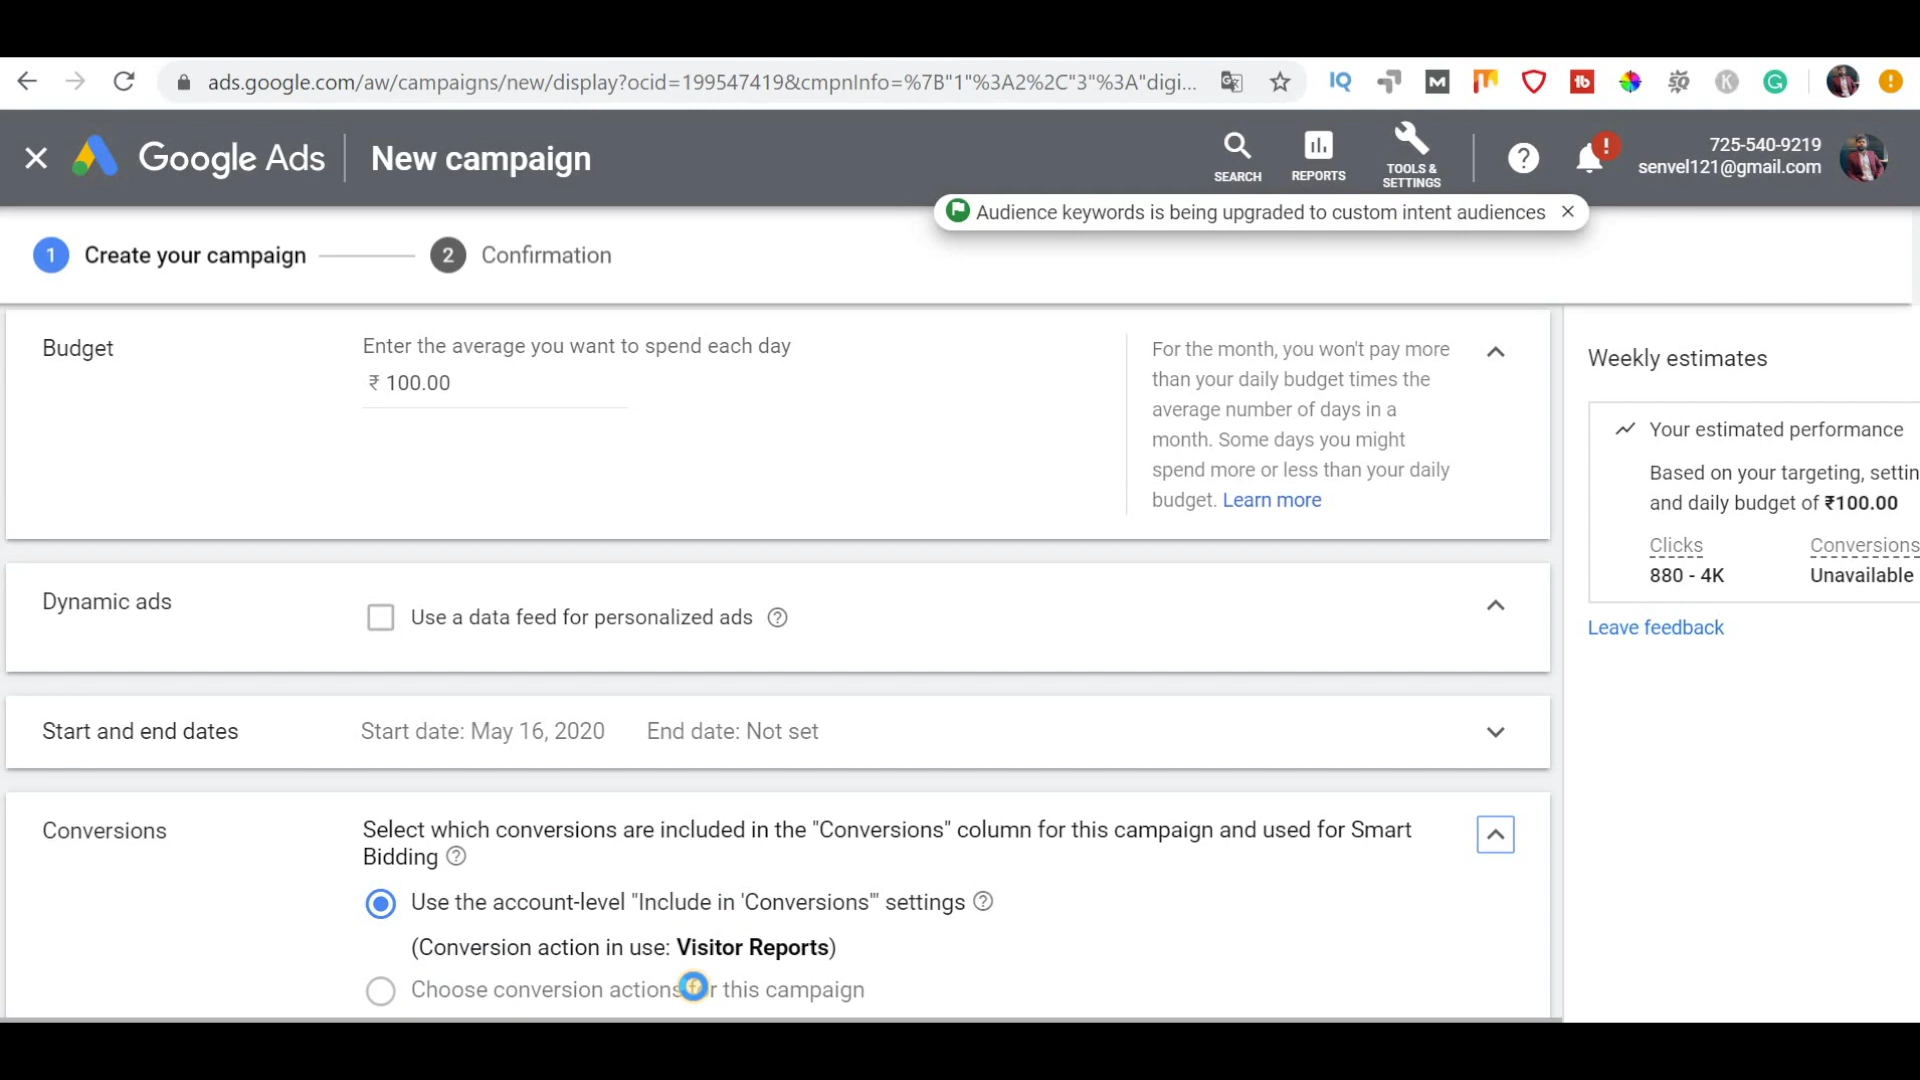 ads.google.com/aw/campaigns/new/display?ocid=199547419&cmpnInfo=%7B"1"%3A2%2C"3"%3A"digi...
Google Ads New campaign
SEARCH
REPORTS
TOOLS &
SETTINGS
725-540-9219
senvel121@gmail.com
Audience keywords is being upgraded to custom intent audiences
1 Create your campaign 2 Confirmation
Budget
Enter the average you want to spend each day
₹ 100.00
For the month, you won't pay more
than your daily budget times the
average number of days in a
month. Some days you might
spend more or less than your daily
budget. Learn more
Dynamic ads
Use a data feed for personalized ads
Start and end dates Start date: May 16, 2020 End date: Not set
Conversions
Select which conversions are included in the "Conversions" column for this campaign and used for Smart
Bidding
Use the account-level "Include in 'Conversions'" settings
(Conversion action in use: Visitor Reports)
Choose conversion actions r this campaign
Weekly estimates
Your estimated performance
Based on your targeting, settin
and daily budget of ₹100.00
Clicks Conversions
880 - 4K Unavailable
Leave feedback